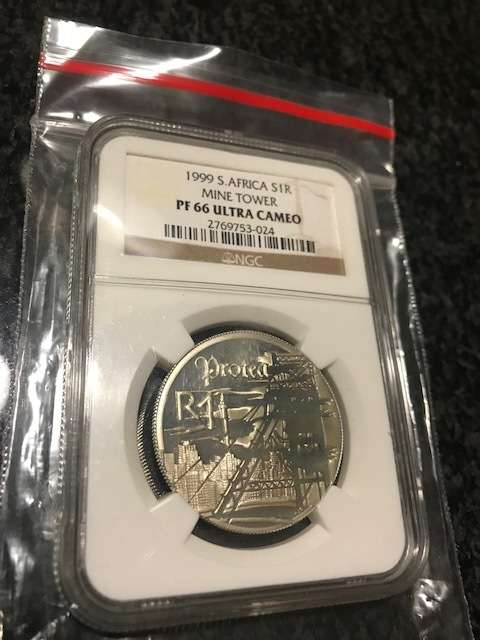 1999 S.AFRICA S1R
MINE TOWER
PF 66 ULTRA CAMEO
2769753-024
NGC
Protea
R1